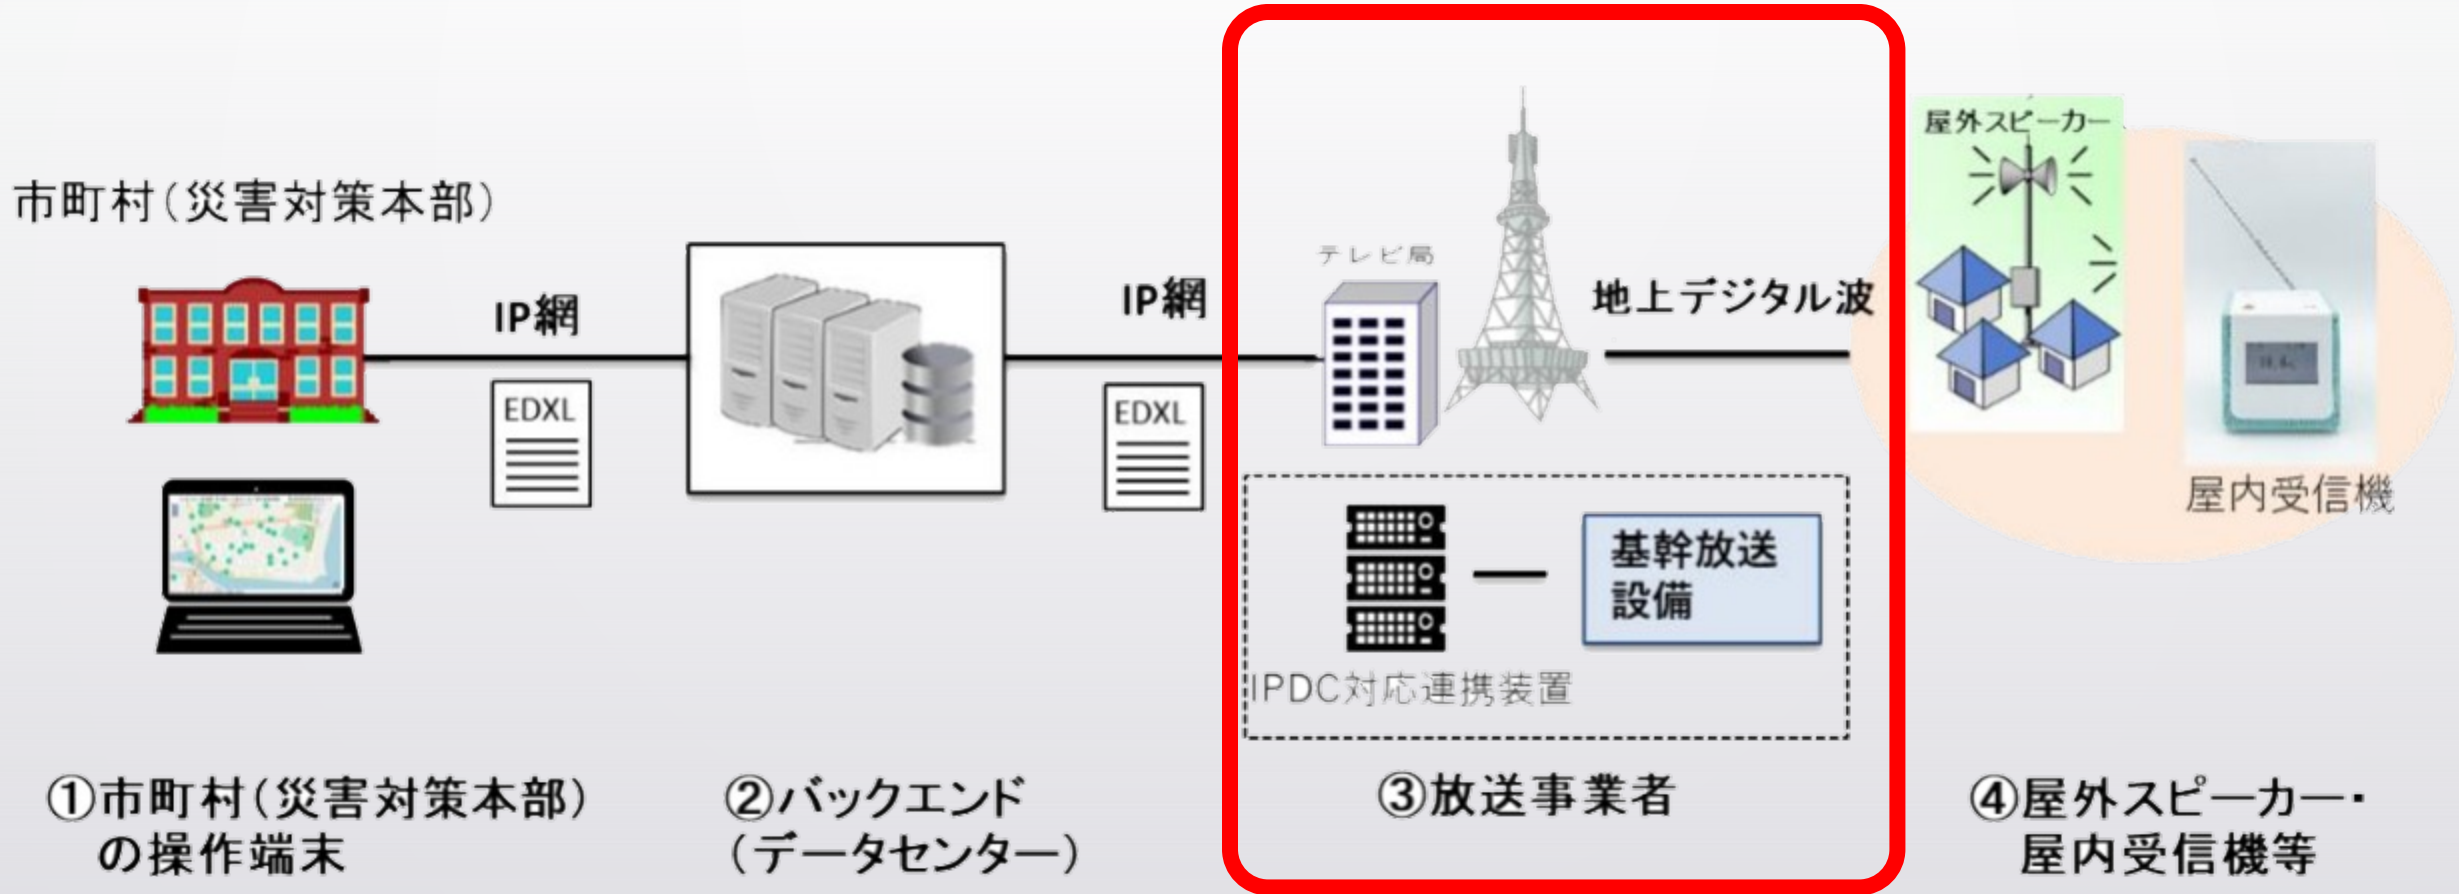 市町村(災害対策本部)
IP網
EDXL
IP網
EDXL
テレビ局
地上デジタル波
屋外スピーカー
屋内受信機
基幹放送
設備
IPDC対応連携装置
①市町村(災害対策本部)
の操作端末
②バックエンド
(データセンター)
③放送事業者
④屋外スピーカー・
屋内受信機等